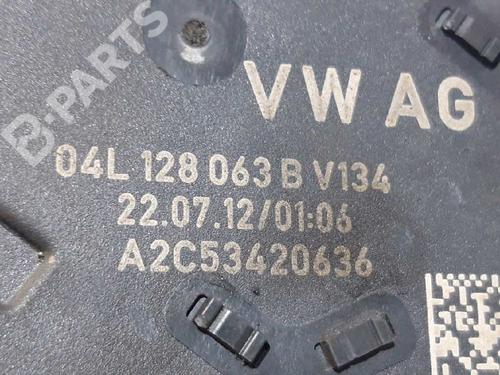 B-PARTS
VW AG
04L 128 063 B V134
22.07.12/01:06
A2C53420636